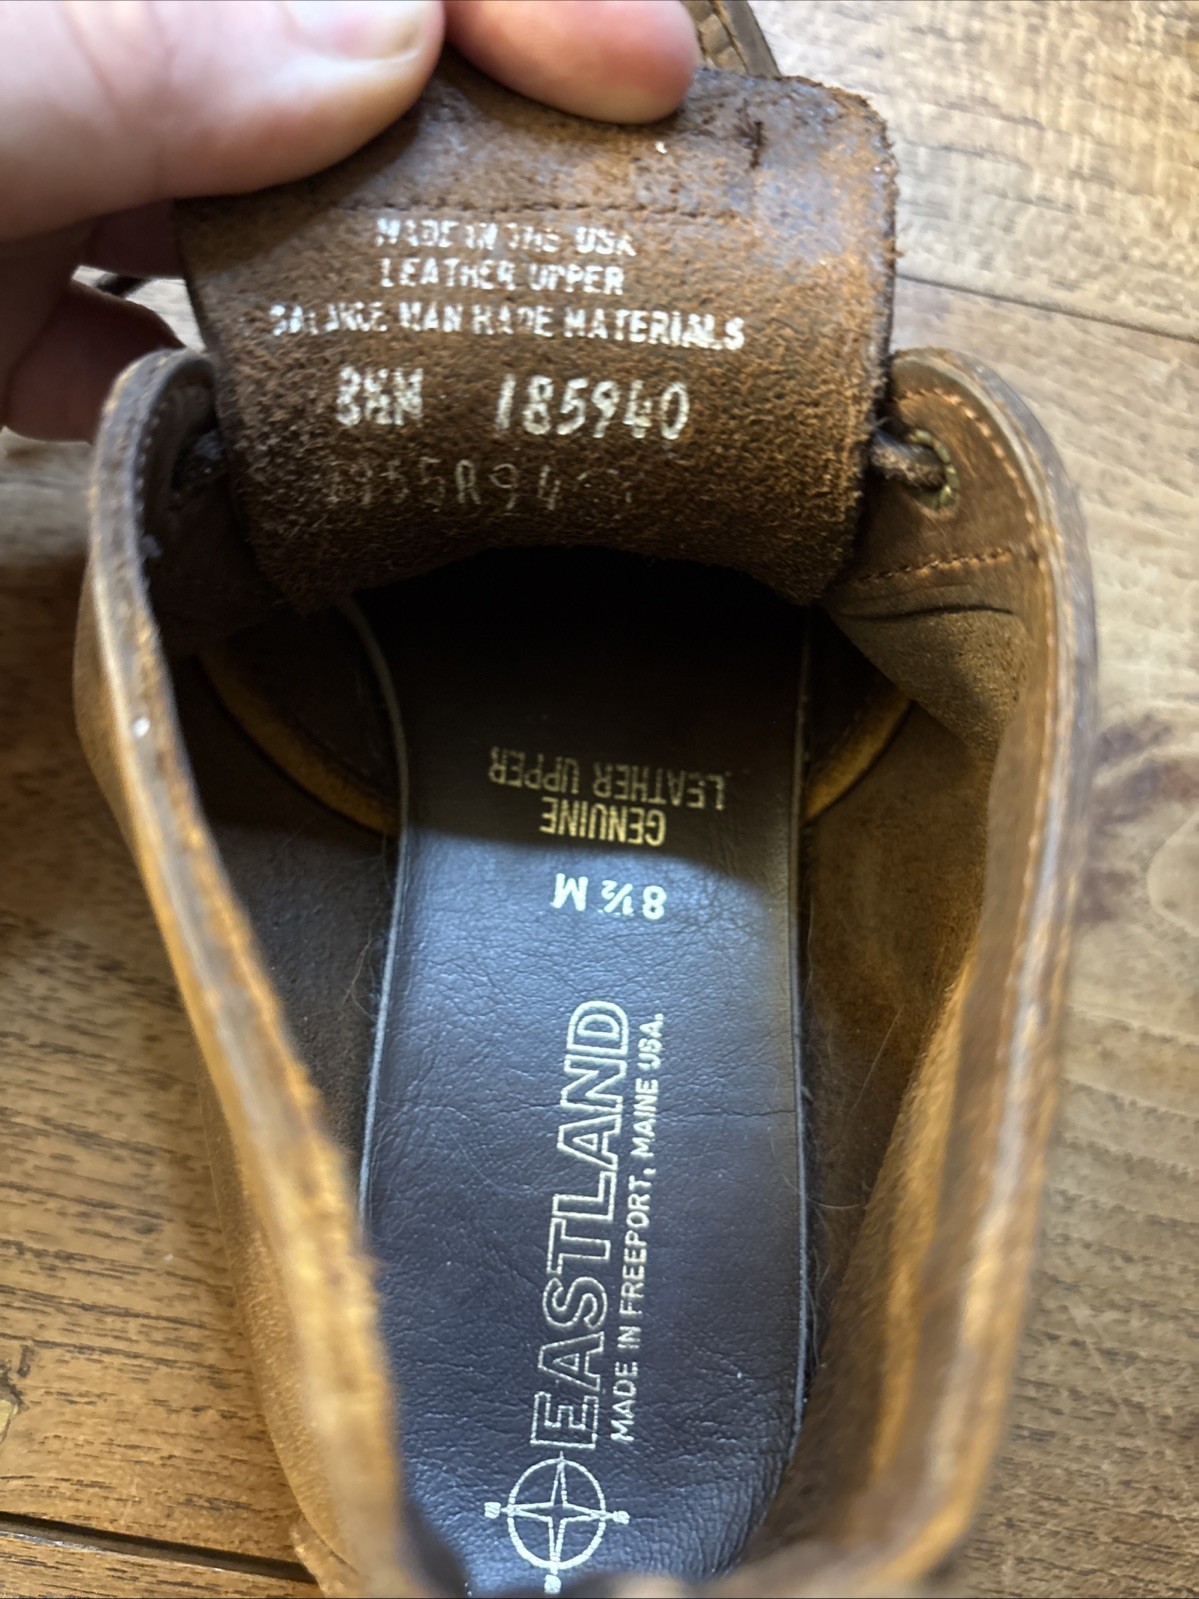 MADE IN THE USA
LEATHER UPPER
BALANCE MAN MADE MATERIALS
8½M 185940
GENUINE
LEATHER UPPER
8½ M
EASTLAND
MADE IN FREEPORT, MAINE USA.